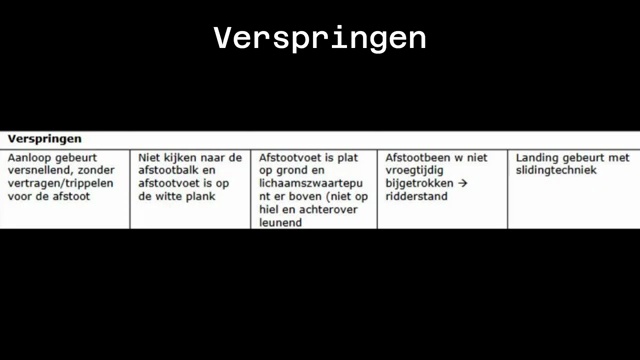 Verspringen
Verspringen
Aanloop gebeurt
versnellend, zonder
vertragen/trippelen
voor de afstoot
Niet kijken naar de
afstootbalk en
afstootvoet is op
de witte plank
Afstootvoet is plat
op grond en
lichaamszwaartepu
nt er boven (niet op
hiel en achterover
leunend
Afstootbeen w niet
vroegtijdig
bijgetrokken →
ridderstand
Landing gebeurt met
slidingtechniek